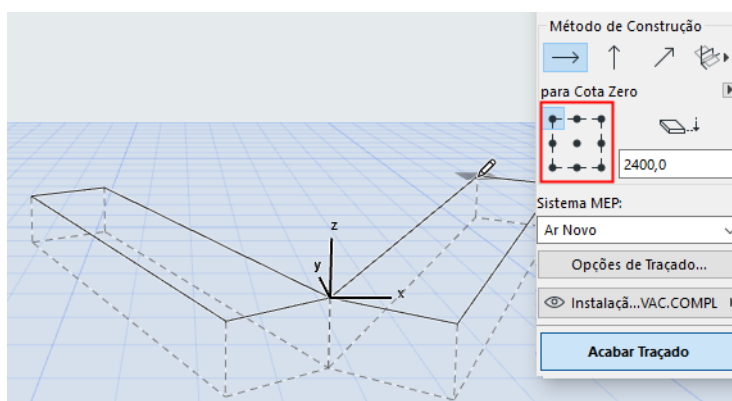 Método de Construção
para Cota Zero
2400,0
Sistema MEP:
Ar Novo
Opções de Traçado...
Instalaçã...VAC.COMPL
Acabar Traçado
z
y
x